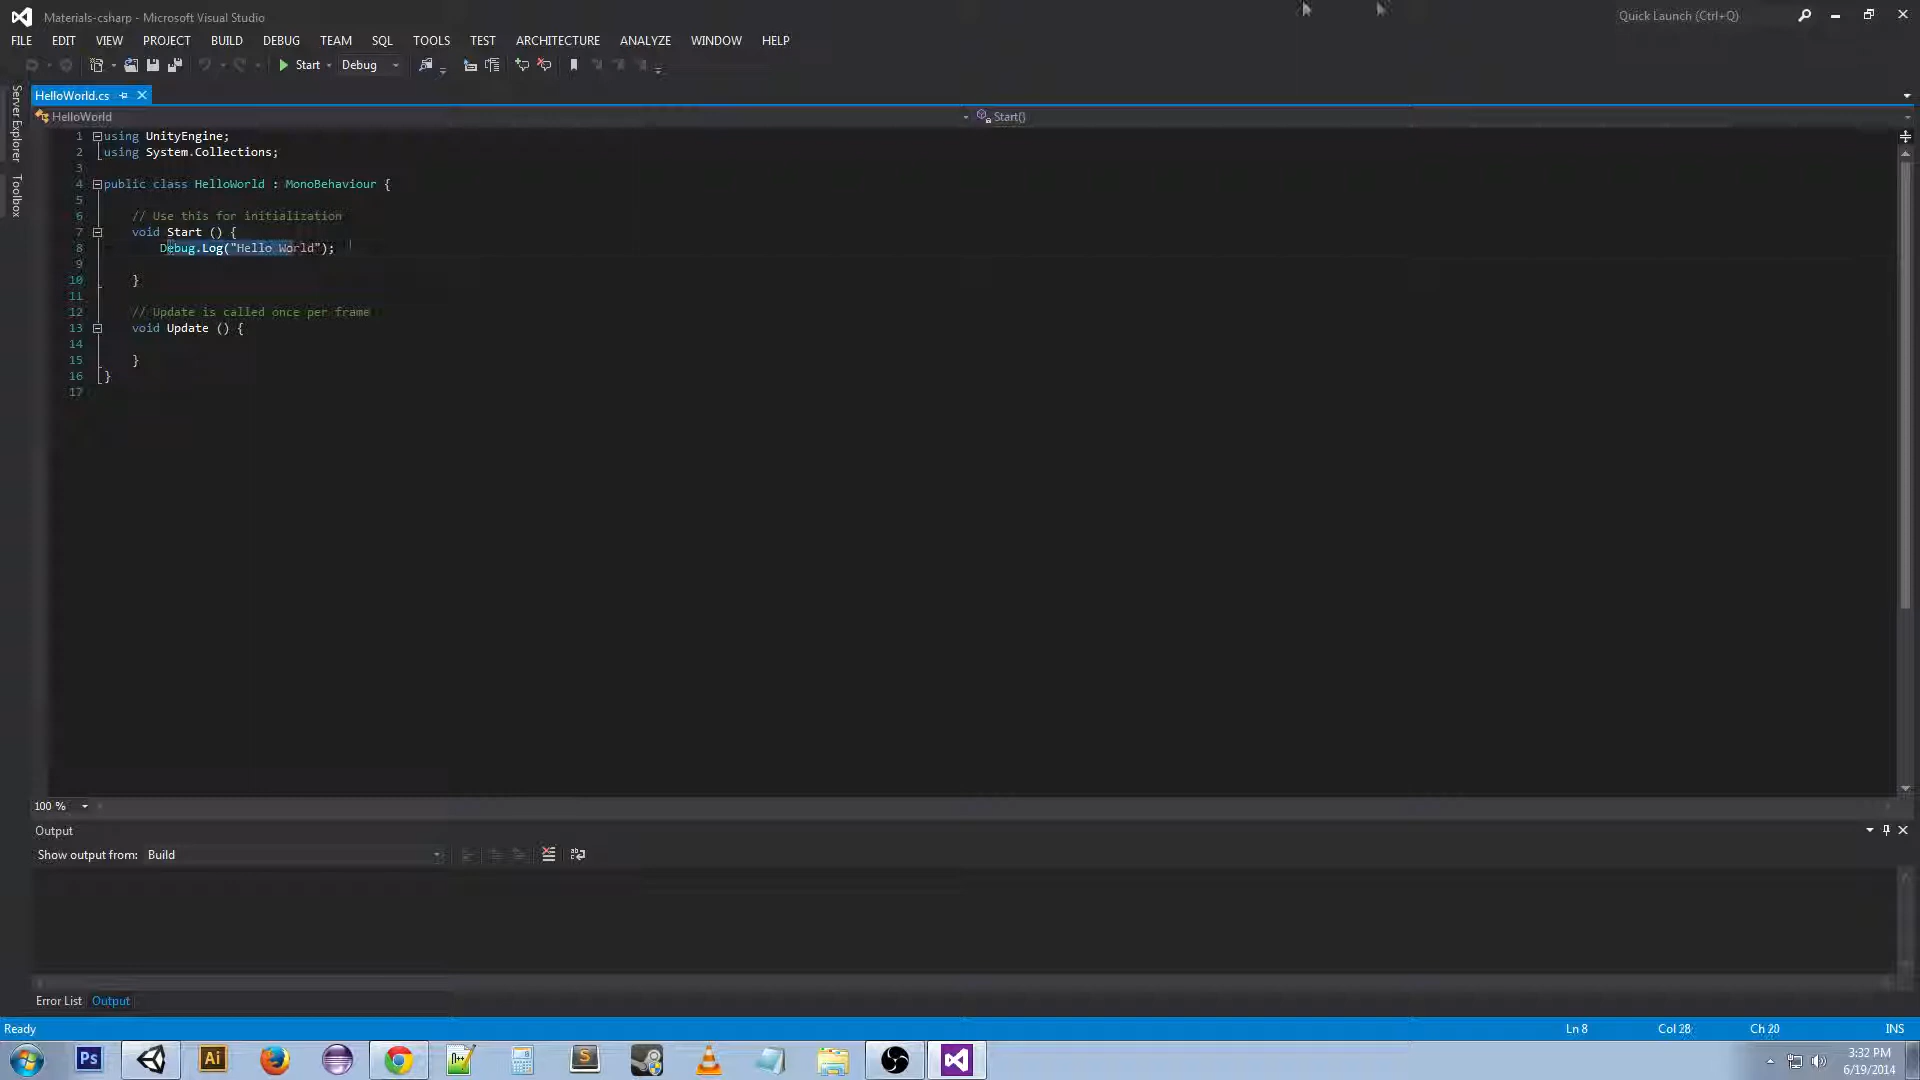 Materials-csharp - Microsoft Visual Studio
Quick Launch (Ctrl+Q)
FILE EDIT VIEW PROJECT BUILD DEBUG TEAM SQL TOOLS TEST ARCHITECTURE ANALYZE WINDOW HELP
Start Debug
Server Explorer
Toolbox
HelloWorld.cs
HelloWorld Start()
1 using UnityEngine;
2 using System.Collections;
3
4 public class HelloWorld : MonoBehaviour {
5
6 // Use this for initialization
7 void Start () {
8 Debug.Log("Hello World");
9
10 }
11
12 // Update is called once per frame
13 void Update () {
14
15 }
16 }
17
100 %
Output
Show output from: Build
Error List Output
Ready Ln 8 Col 28 Ch 20 INS
Ps Ai n++ S
3:32 PM
6/19/2014